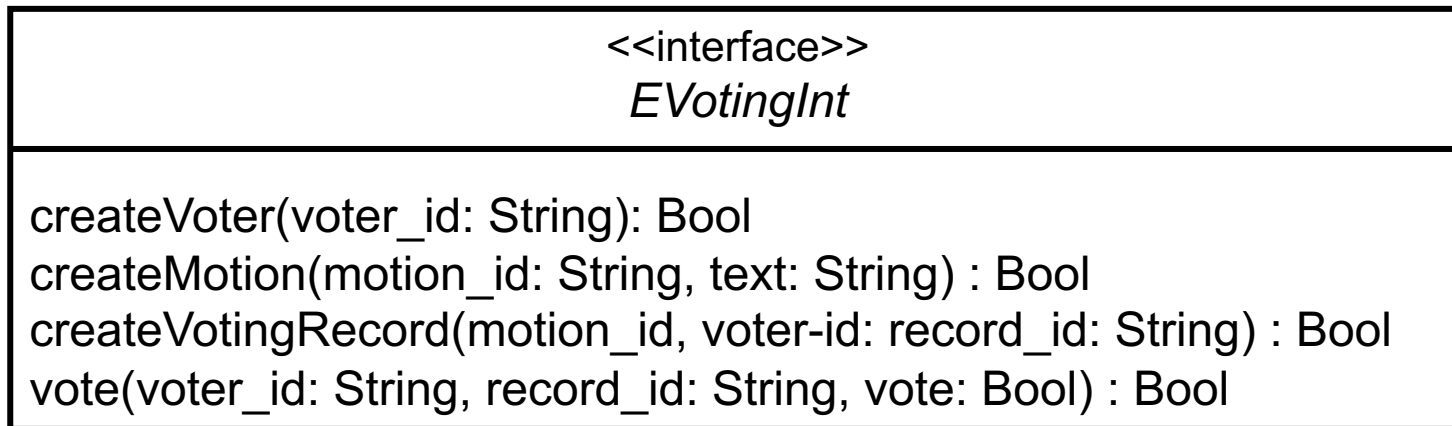 <<interface>>
EVotingInt
createVoter(voter_id: String): Bool
createMotion(motion_id: String, text: String) : Bool
createVotingRecord(motion_id, voter-id: record_id: String) : Bool
vote(voter_id: String, record_id: String, vote: Bool) : Bool